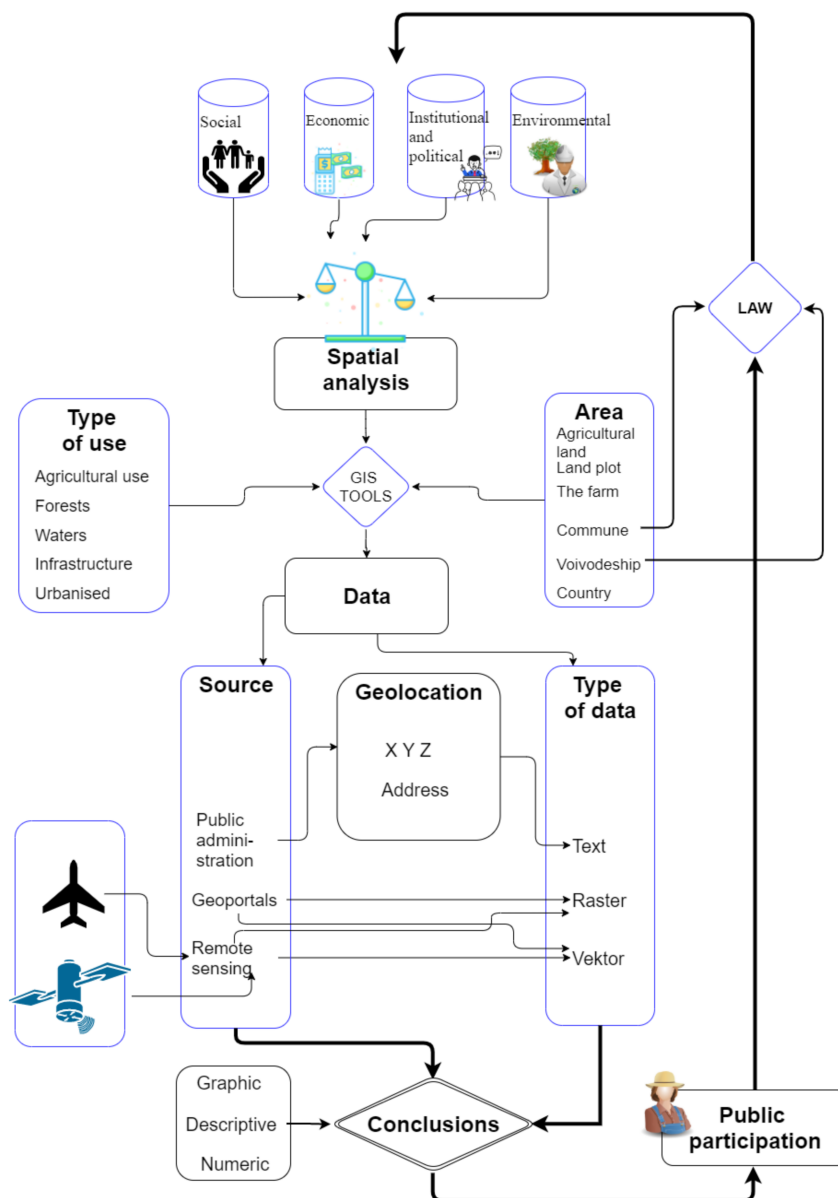 Social
Economic
Institutional
and
political
Environmental
LAW
Spatial
analysis
Type
of use
Agricultural use
Forests
Waters
Infrastructure
Urbanised
GIS
TOOLS
Area
Agricultural
land
Land plot
The farm
Commune
Voivodeship
Country
Data
Source
Public
admini-
stration
Geoportals
Remote
sensing
Geolocation
X Y Z
Address
Type
of data
Text
Raster
Vektor
Graphic
Descriptive
Numeric
Conclusions
Public
participation